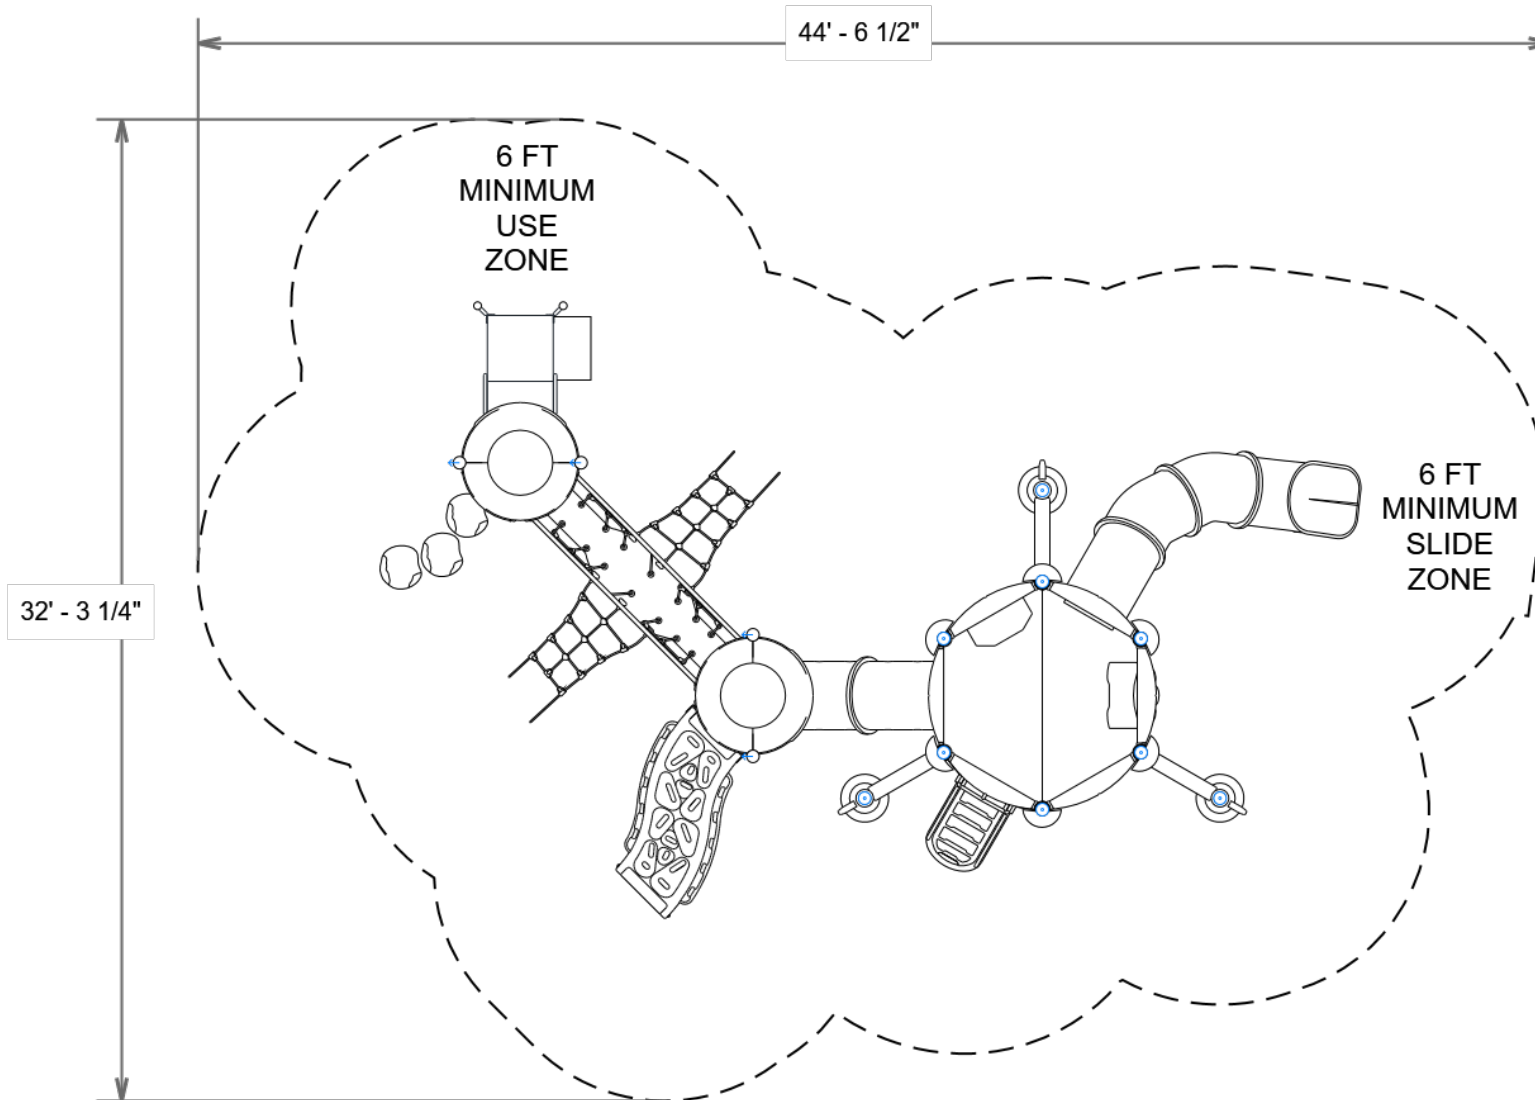 44' - 6 1/2"
6 FT
MINIMUM
USE
ZONE
6 FT
MINIMUM
SLIDE
ZONE
32' - 3 1/4"